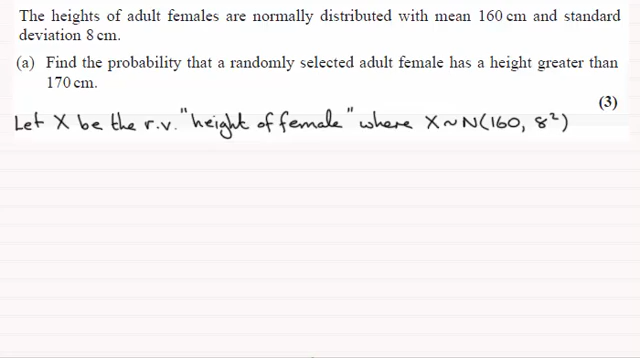 The heights of adult females are normally distributed with mean 160 cm and standard
deviation 8 cm.
(a) Find the probability that a randomly selected adult female has a height greater than
170 cm.
(3)
Let X be the r.v. "height of female" where X ~ N(160, 8²)